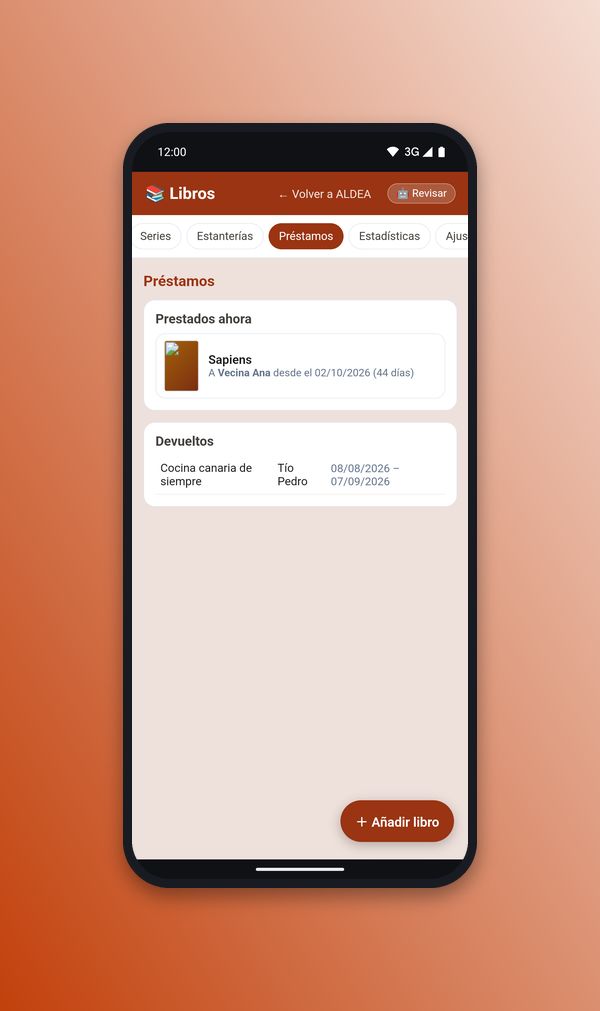 12:00
3G
📚 Libros
← Volver a ALDEA
🤖 Revisar
Series
Estanterías
Préstamos
Estadísticas
Ajus
Préstamos
Prestados ahora
Sapiens
A Vecina Ana desde el 02/10/2026 (44 días)
Devueltos
Cocina canaria de
siempre
Tío
Pedro
08/08/2026 –
07/09/2026
+ Añadir libro